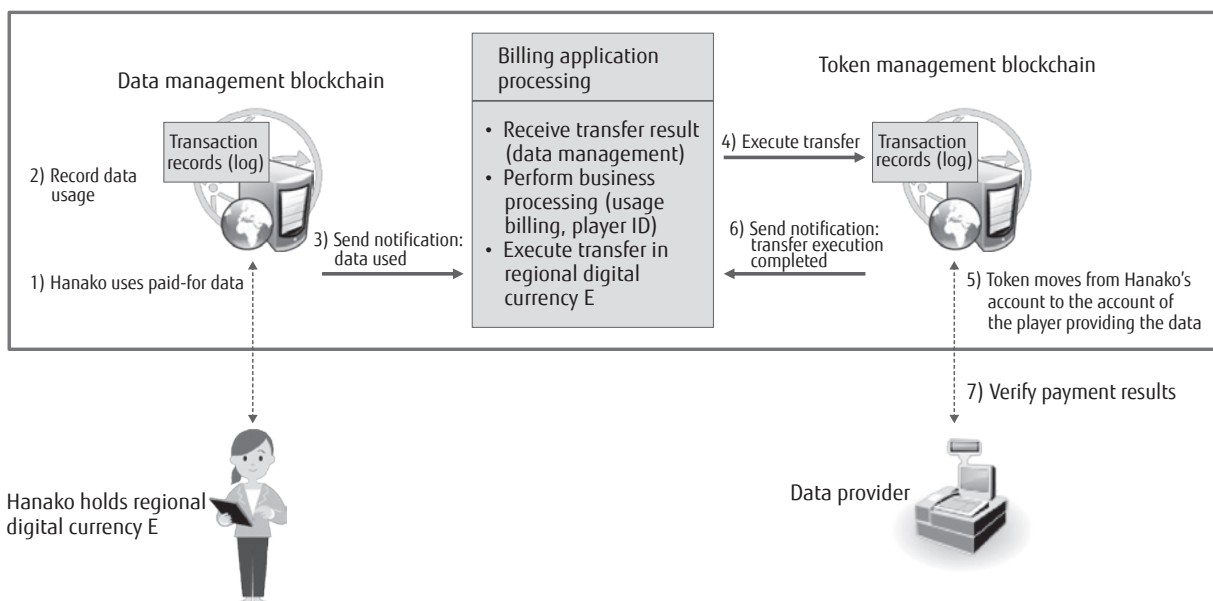 Data management blockchain
Transaction
records (log)
2) Record data
usage
1) Hanako uses paid-for data
3) Send notification:
data used
Billing application
processing
• Receive transfer result
(data management)
• Perform business
processing (usage
billing, player ID)
• Execute transfer in
regional digital
currency E
4) Execute transfer
6) Send notification:
transfer execution
completed
Token management blockchain
Transaction
records (log)
5) Token moves from Hanako’s
account to the account of
the player providing the data
7) Verify payment results
Hanako holds regional
digital currency E
Data provider